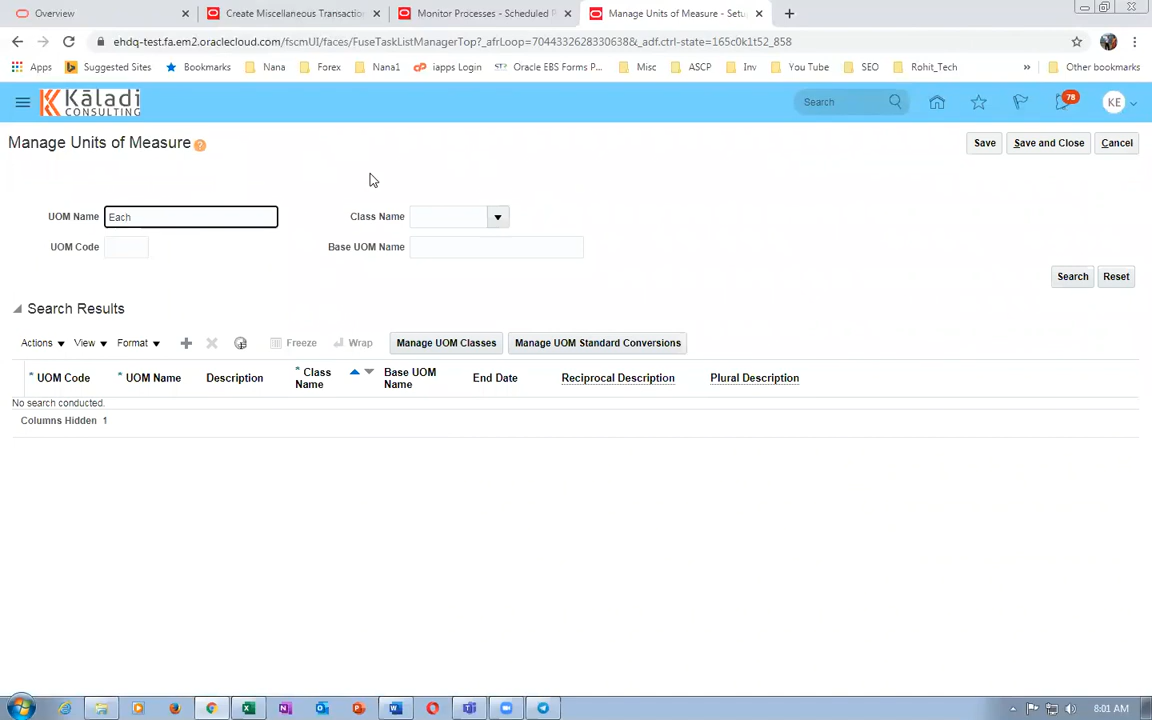 Overview
Create Miscellaneous Transactio
Monitor Processes - Scheduled P
Manage Units of Measure - Setu
ehdq-test.fa.em2.oraclecloud.com/fscmUI/faces/FuseTaskListManagerTop?_afrLoop=70443326283306​38&_adf.ctrl-state=165c0k1t52_858
Apps
Suggested Sites
Bookmarks
Nana
Forex
Nana1
iapps Login
Oracle EBS Forms P...
Misc
ASCP
Inv
You Tube
SEO
Rohit_Tech
»
Other bookmarks
Kāladi
CONSULTING
Search
78
KE
Manage Units of Measure ?
Save
Save and Close
Cancel
UOM Name Each
Class Name
UOM Code
Base UOM Name
Search
Reset
Search Results
Actions
View
Format
Freeze
Wrap
Manage UOM Classes
Manage UOM Standard Conversions
* UOM Code
* UOM Name
Description
* Class Name
Base UOM Name
End Date
Reciprocal Description
Plural Description
No search conducted.
Columns Hidden 1
8:01 AM